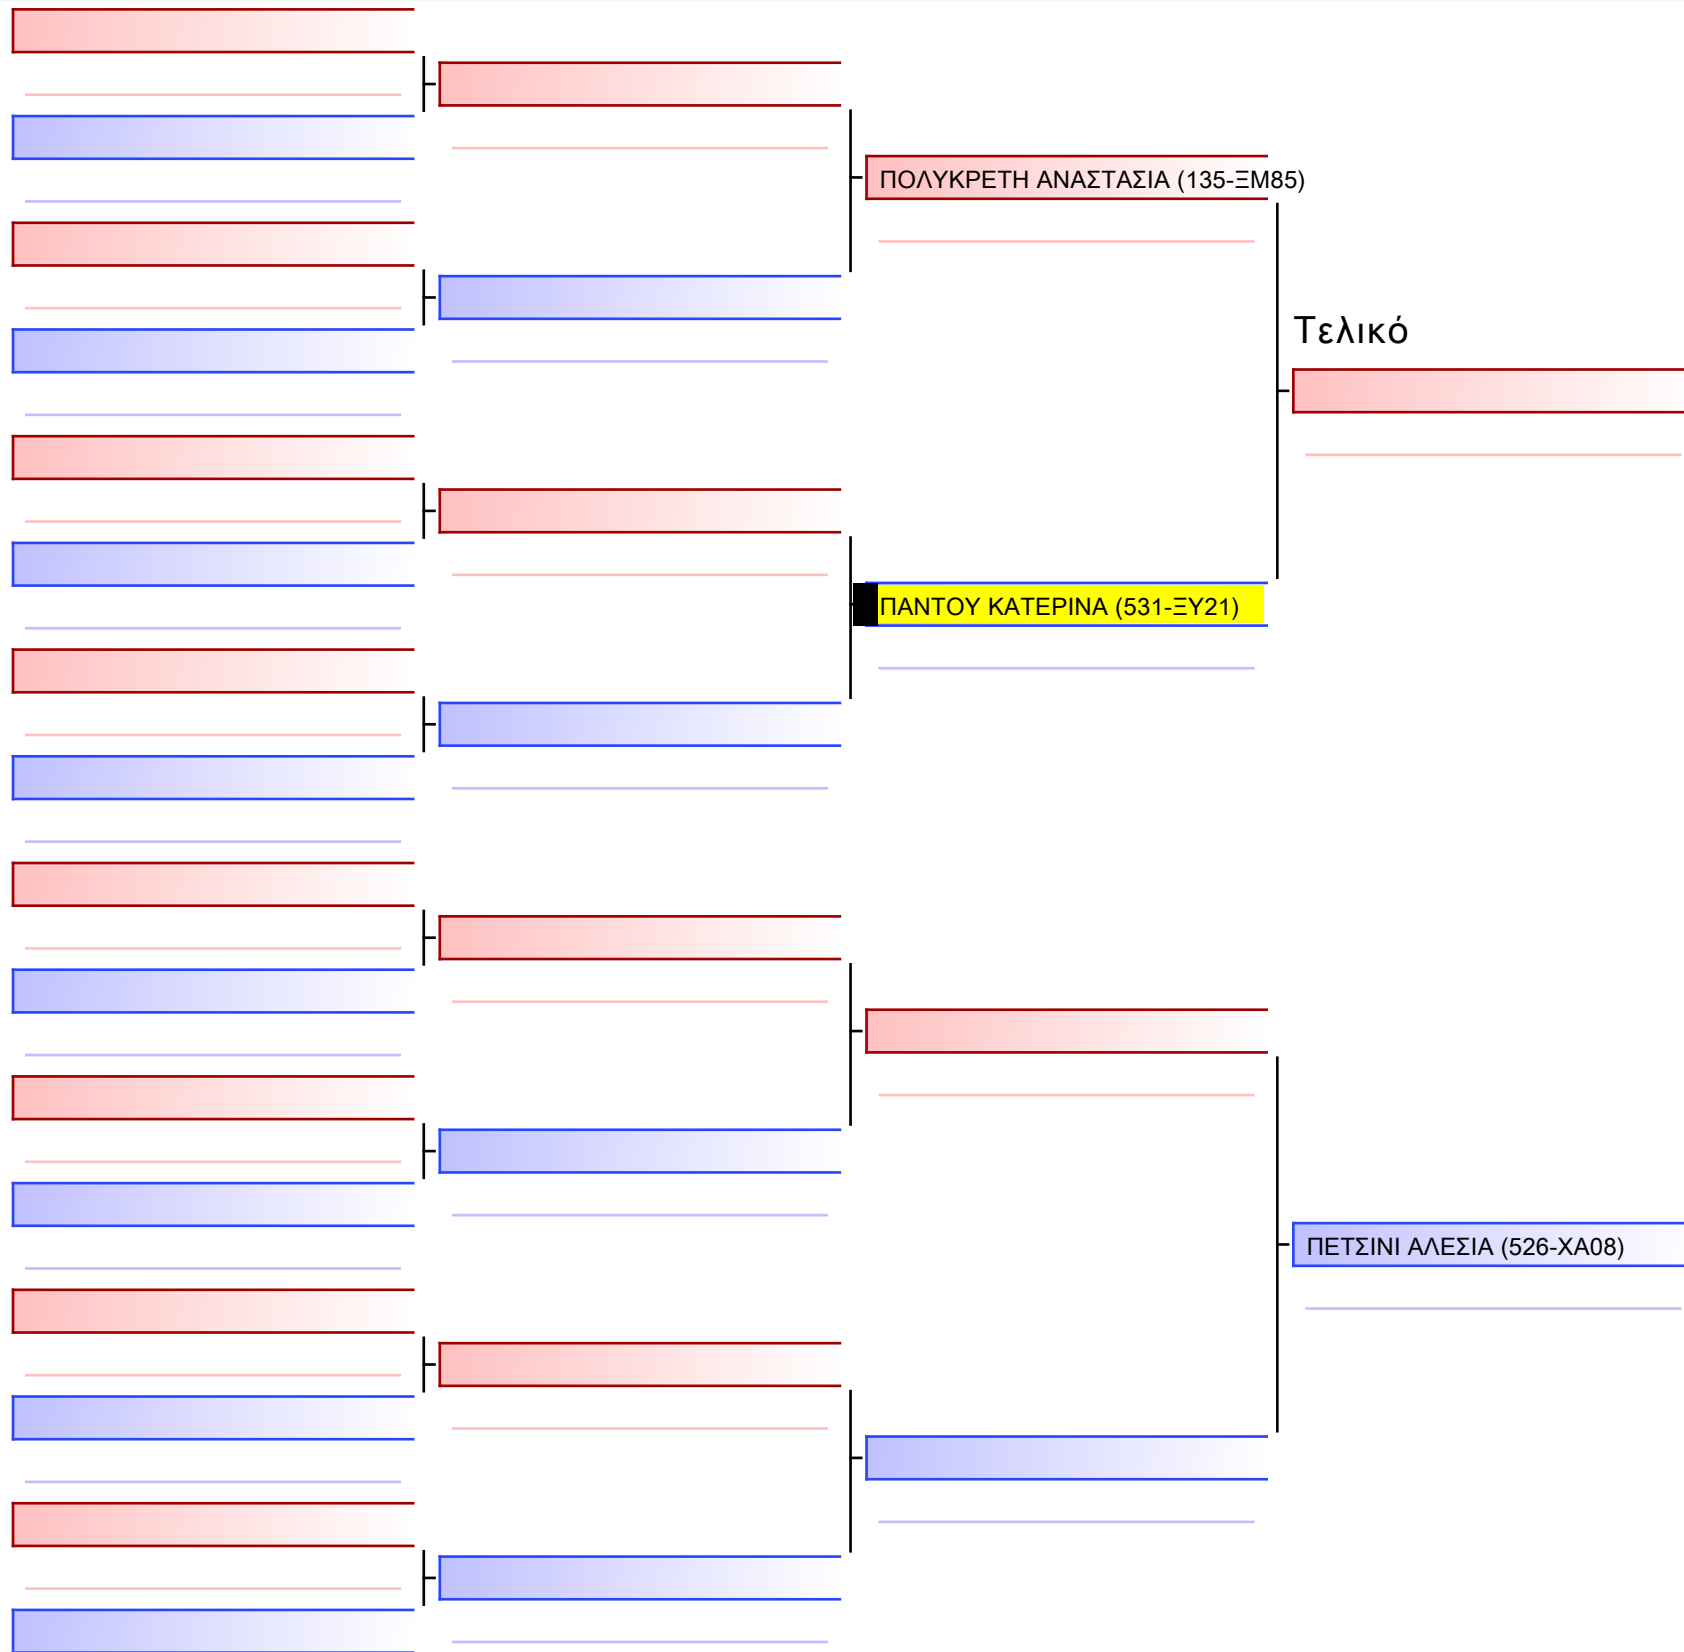 ΠΟΛΥΚΡΕΤΗ ΑΝΑΣΤΑΣΙΑ (135-ΞΜ85)
Τελικό
ΠΑΝΤΟΥ ΚΑΤΕΡΙΝΑ (531-ΞΥ21)
ΠΕΤΣΙΝΙ ΑΛΕΣΙΑ (526-ΧΑ08)